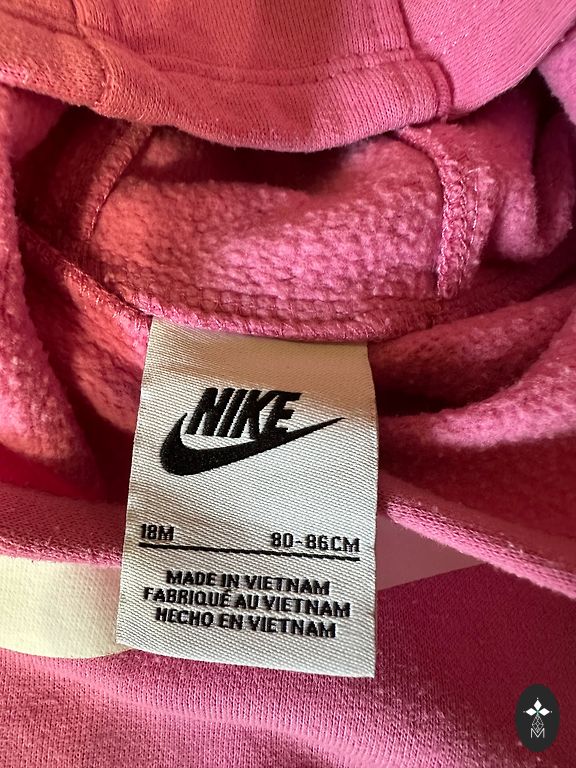 NIKE
18M 80-86CM
MADE IN VIETNAM
FABRIQUÉ AU VIETNAM
HECHO EN VIETNAM
M